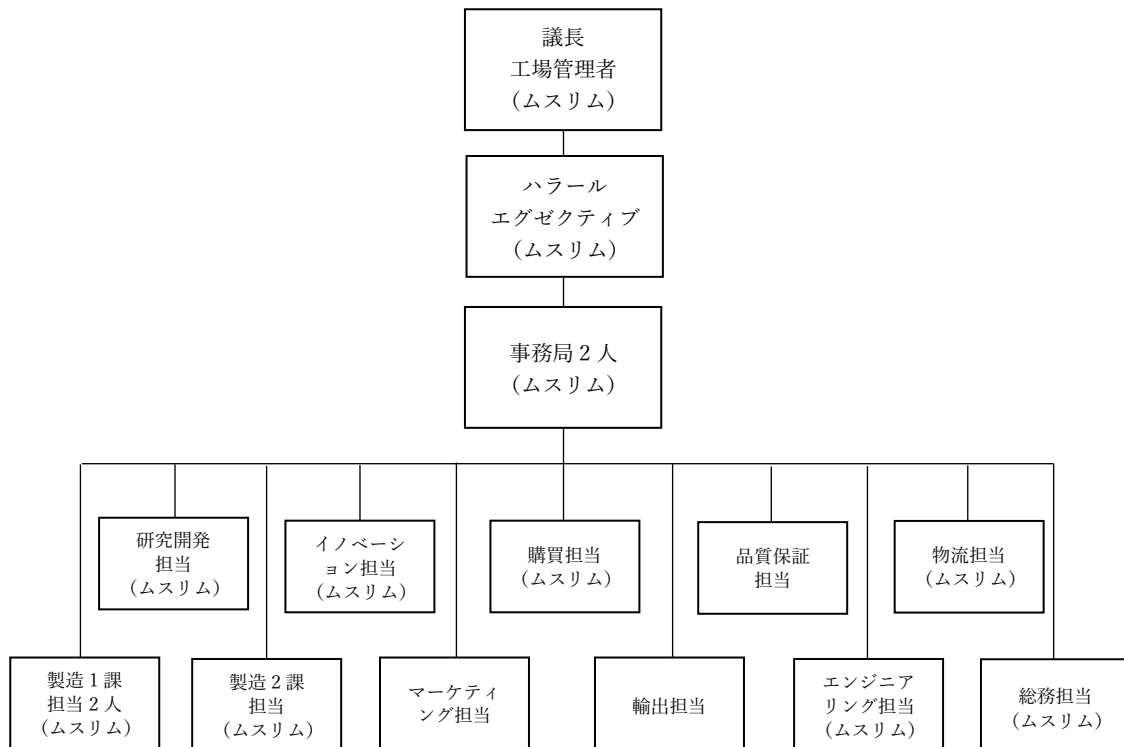 議長
工場管理者
（ムスリム）
ハラール
エグゼクティブ
（ムスリム）
事務局２人
（ムスリム）
研究開発
担当
（ムスリム）
イノベーシ
ョン担当
（ムスリム）
購買担当
（ムスリム）
品質保証
担当
物流担当
（ムスリム）
製造１課
担当２人
（ムスリム）
製造２課
担当
（ムスリム）
マーケティ
ング担当
輸出担当
エンジニア
リング担当
（ムスリム）
総務担当
（ムスリム）